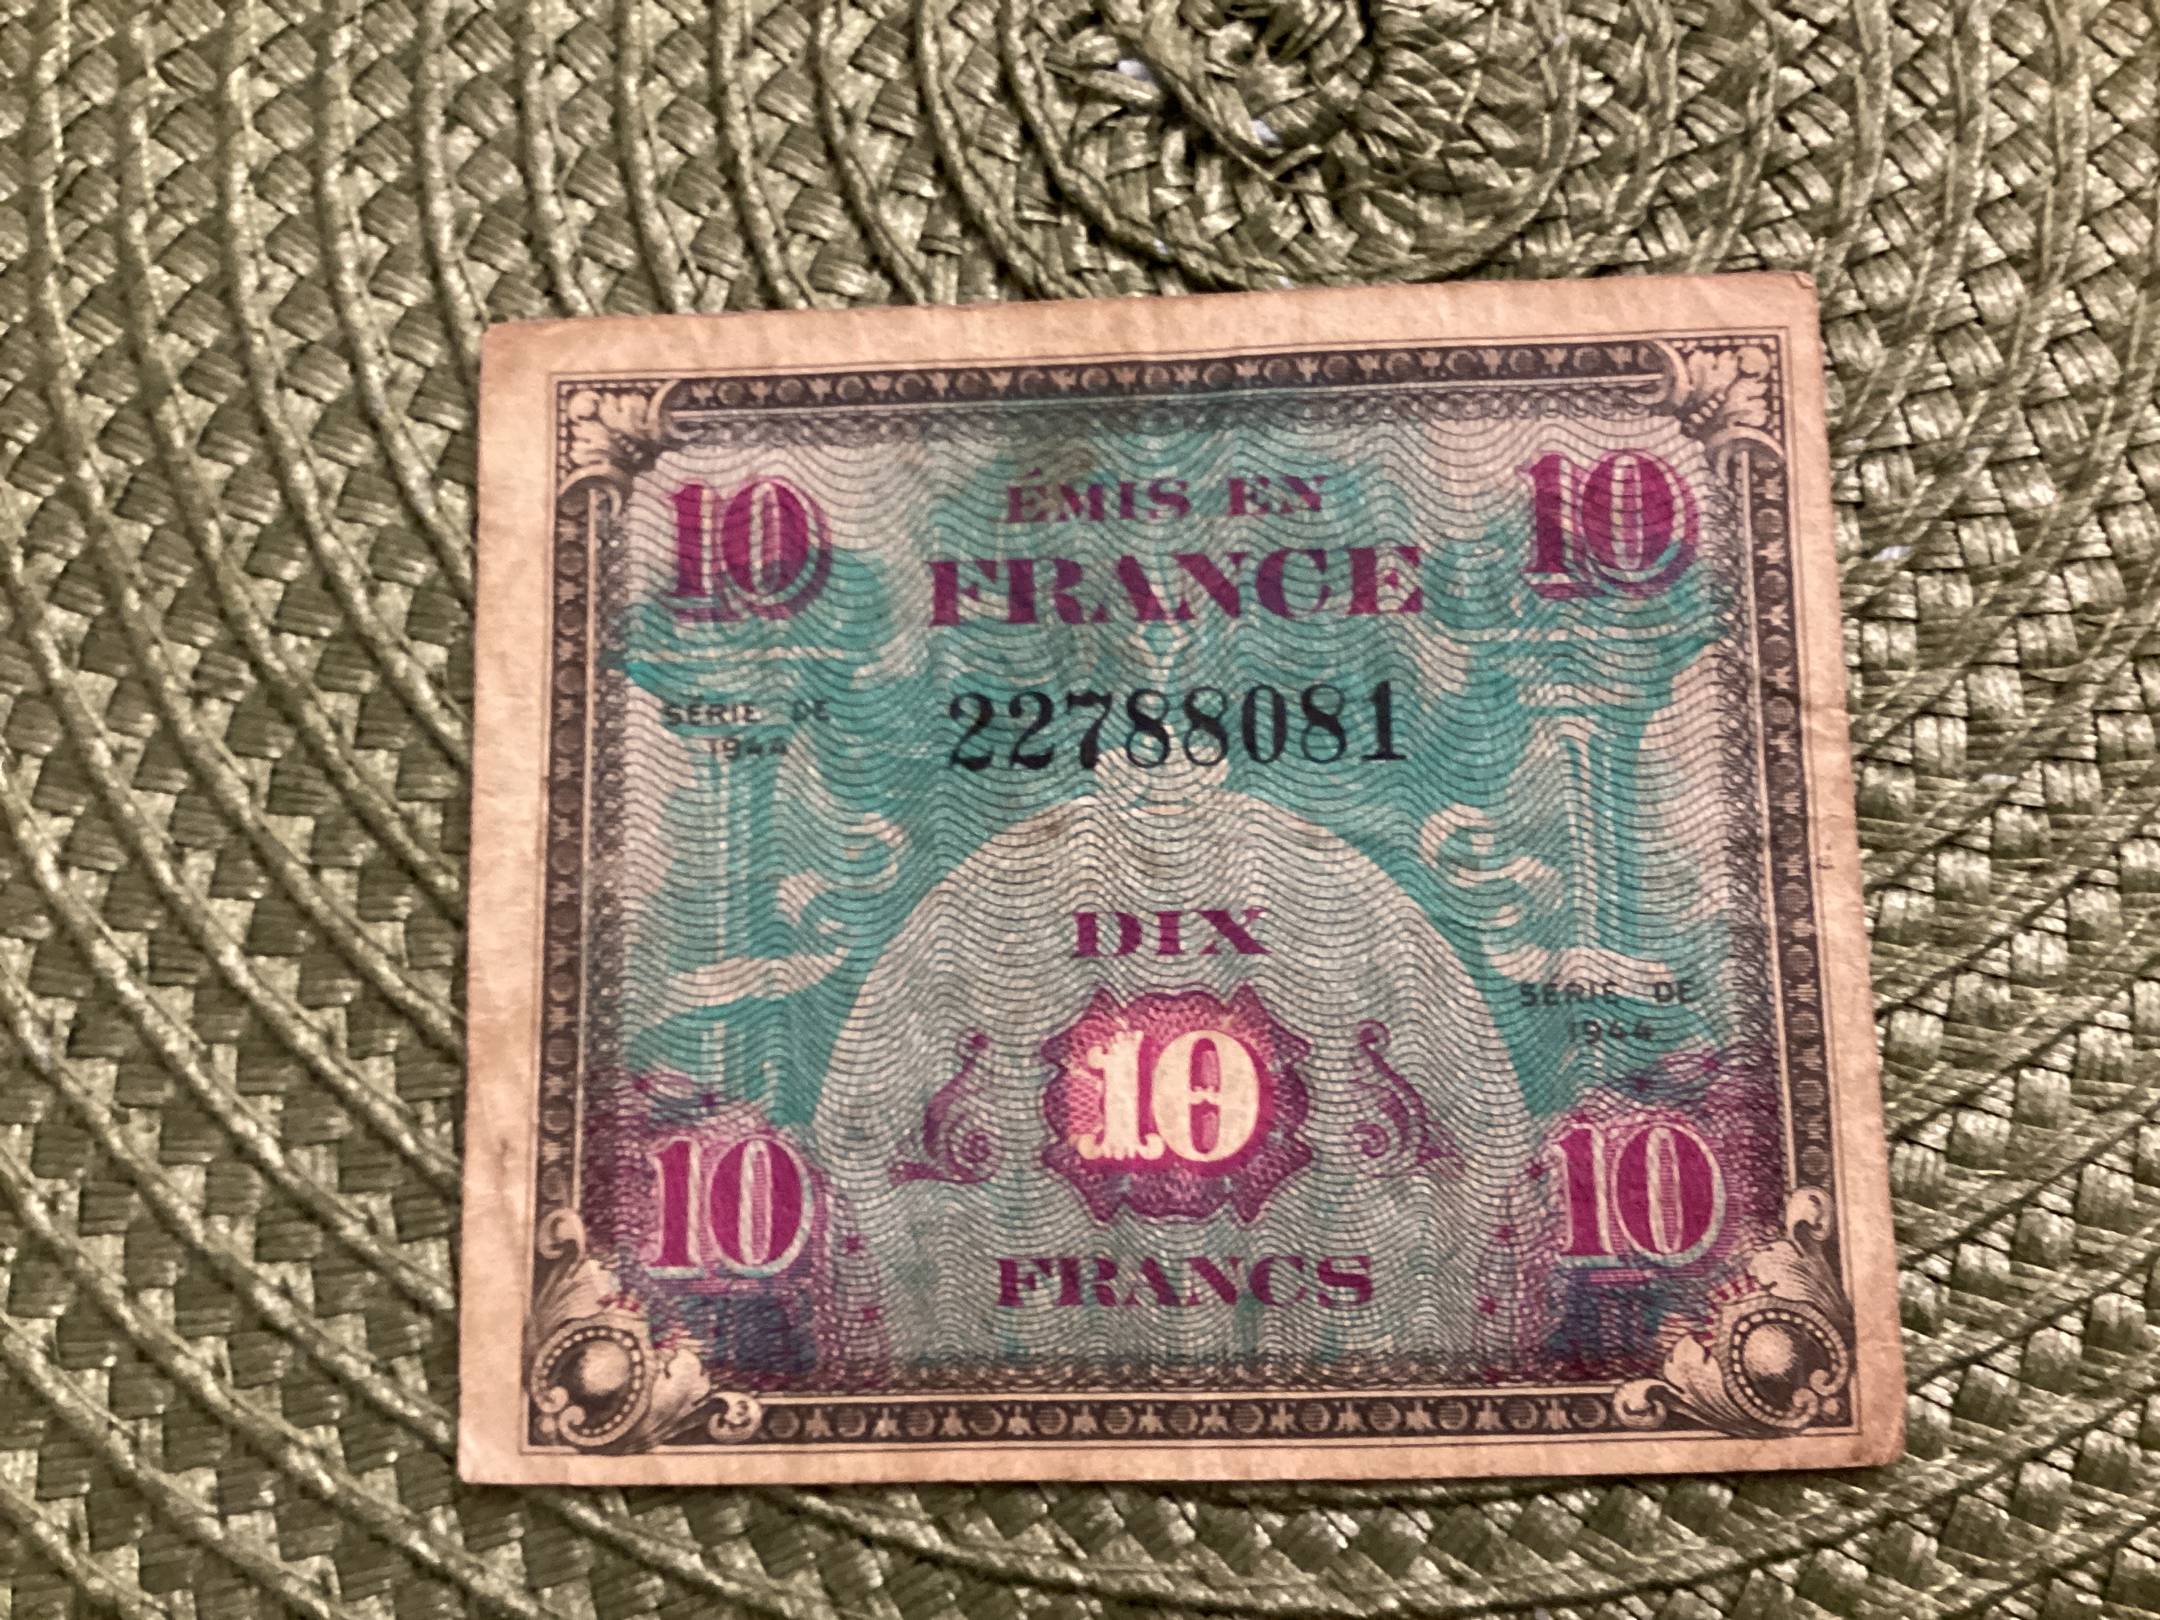 10 ÉMIS EN 10
FRANCE
SÉRIE DE
1944
22788081
DIX
SÉRIE DE
1944
10
10 10
FRANCS